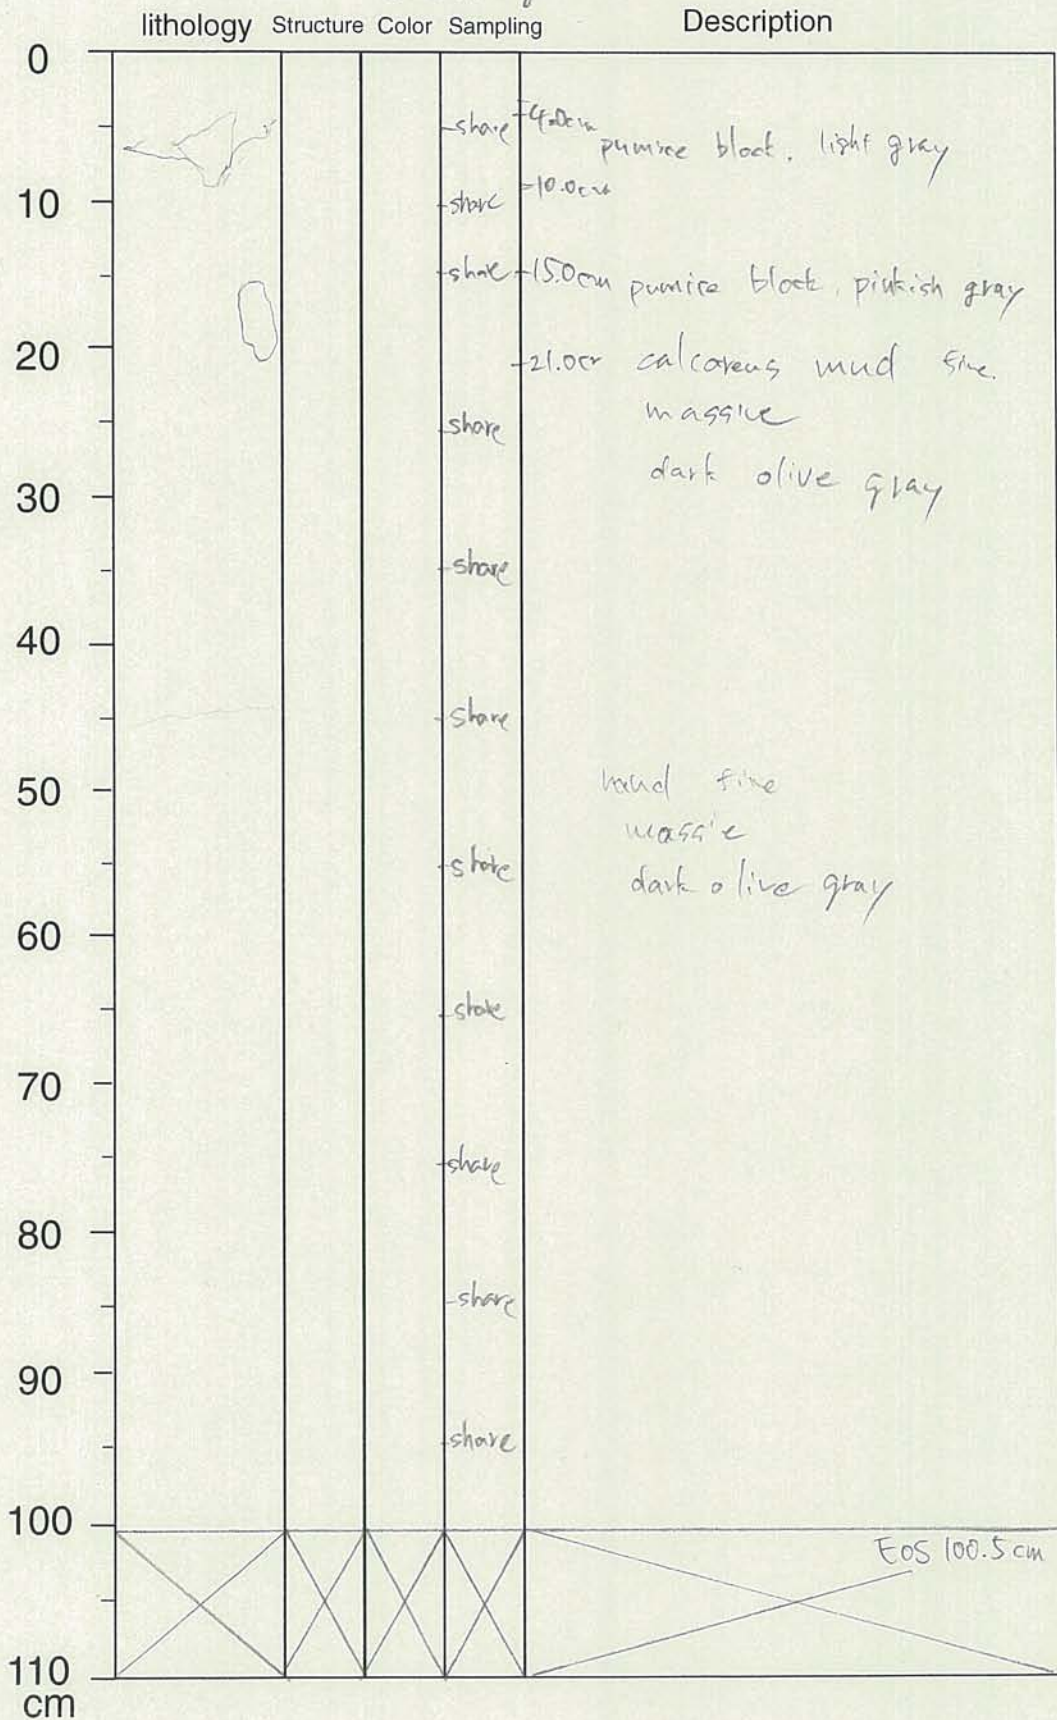 lithology Structure Color Sampling Description
0
share 4.0cm
pumice block. light gray
10
share 10.0cm
share 15.0cm pumice block. pinkish gray
20
21.0cm calcareus mud fine.
massive
share
dark olive gray
30
share
40
share
50
mud fine
massive
share
dark olive gray
60
share
70
share
80
share
90
share
100
EOS 100.5 cm
110
cm